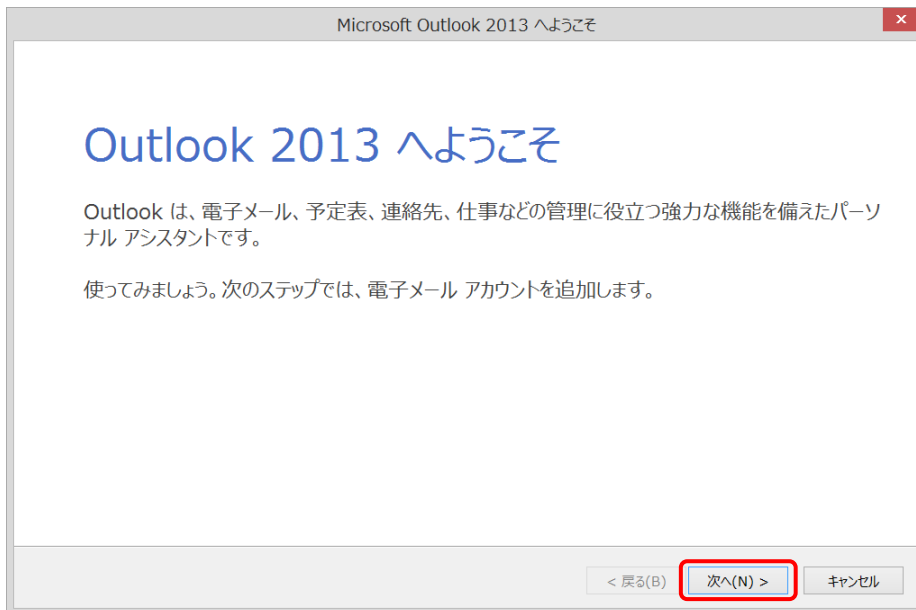 Microsoft Outlook 2013 へようこそ
Outlook 2013 へようこそ
Outlook は、電子メール、予定表、連絡先、仕事などの管理に役立つ強力な機能を備えたパーソ
ナル アシスタントです。
使ってみましょう。次のステップでは、電子メール アカウントを追加します。
< 戻る(B) 次へ(N) > キャンセル